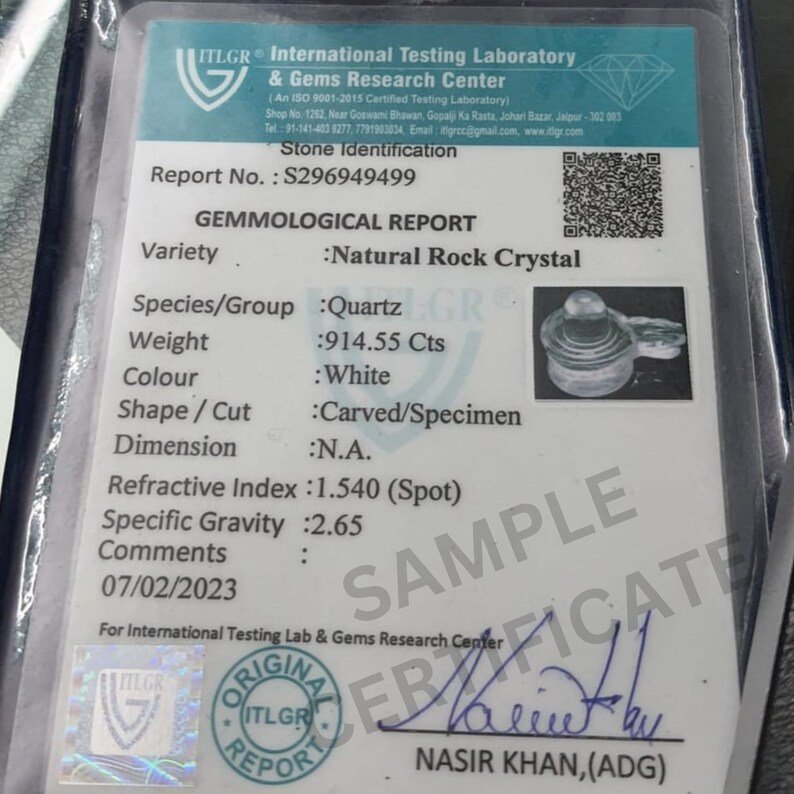 ITLGR ® International Testing Laboratory
& Gems Research Center
( An ISO 9001-2015 Certified Testing Laboratory)
Shop No. 1262, Near Goswami Bhawan, Gopalji Ka Rasta, Johari Bazar, Jaipur - 302 003
Tel. : 91-141-403 9277, 7791903034, Email : itlgrcc@gmail.com, www.itlgr.com
Stone Identification
Report No. : S296949499
GEMMOLOGICAL REPORT
Variety :Natural Rock Crystal
ITLGR ®
Species/Group :Quartz
Weight :914.55 Cts
Colour :White
Shape / Cut :Carved/Specimen
Dimension :N.A.
Refractive Index :1.540 (Spot)
Specific Gravity :2.65
Comments :
07/02/2023
SAMPLE
CERTIFICATE
For International Testing Lab & Gems Research Center
ITLGR
ORIGINAL
ITLGR
REPORT
NASIR KHAN,(ADG)